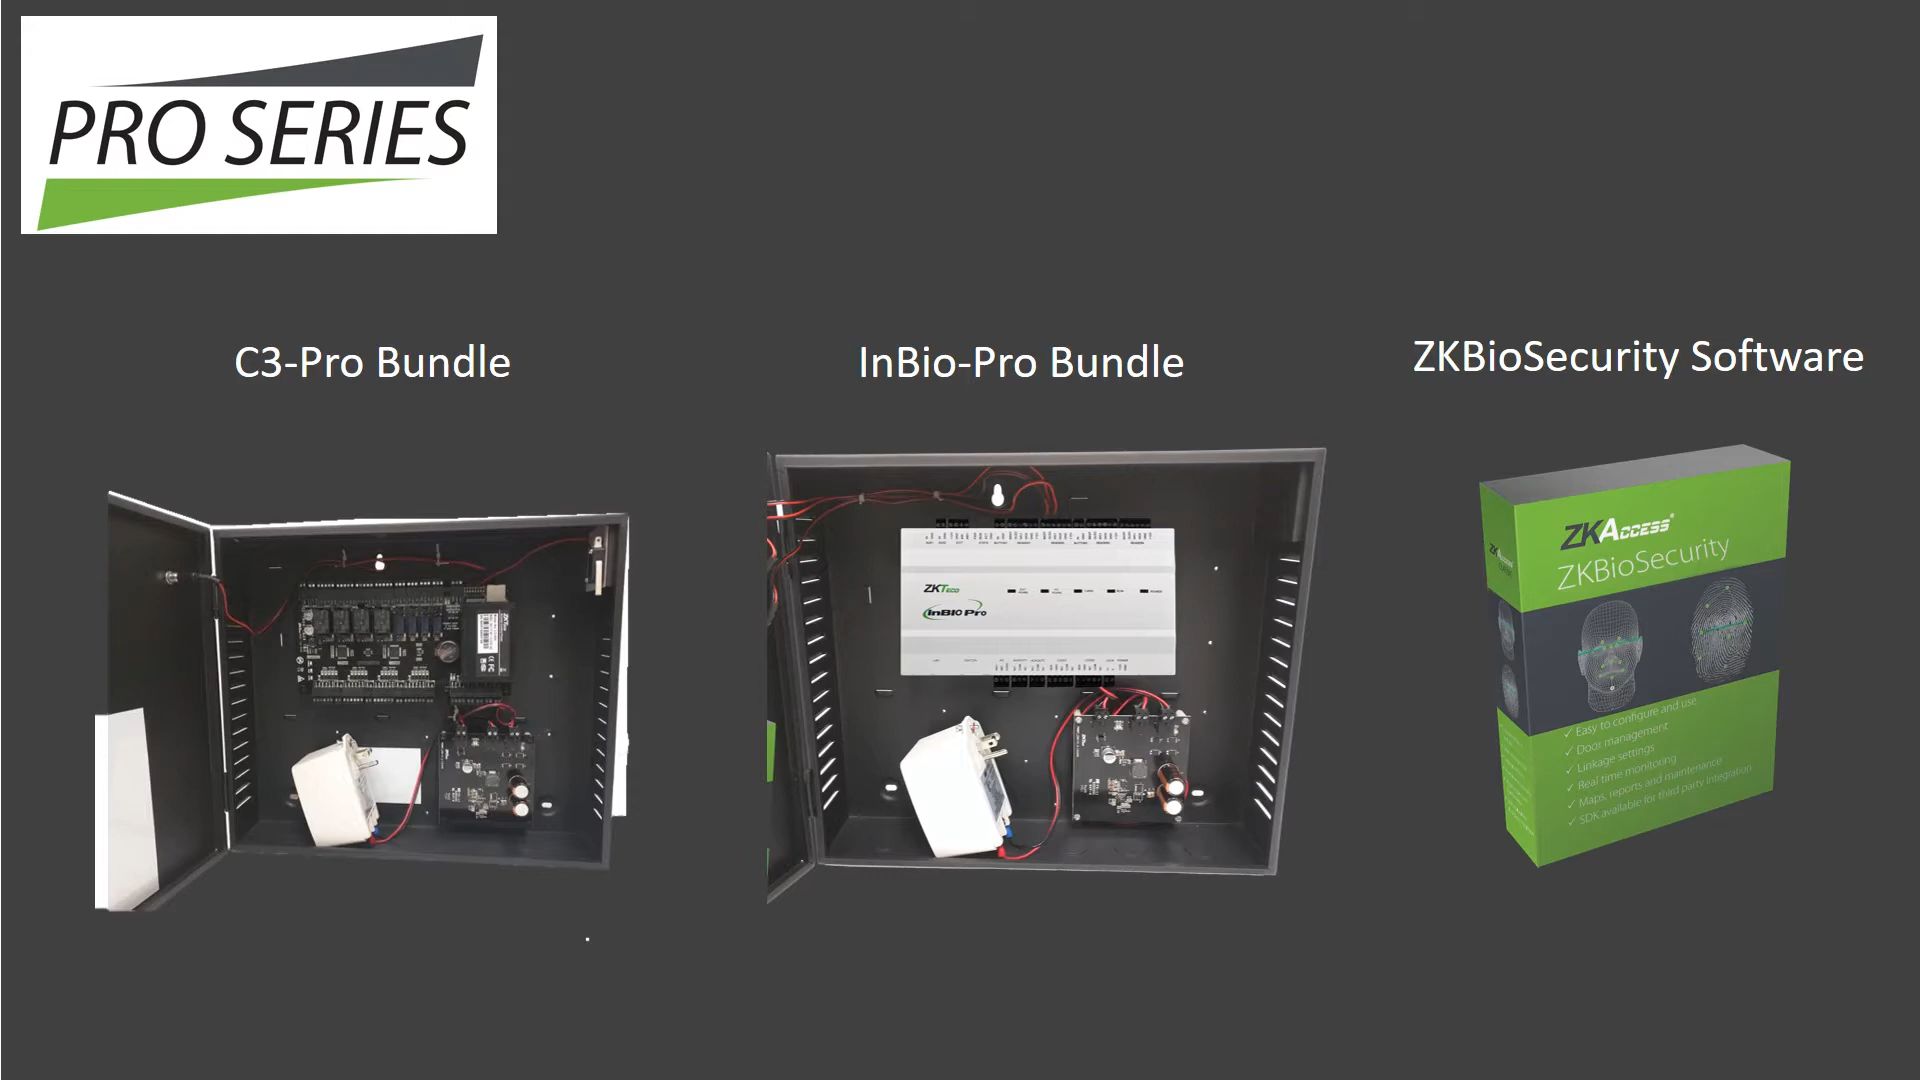 PRO SERIES
C3-Pro Bundle
InBio-Pro Bundle
ZKBioSecurity Software
ZKTeco
inBIO Pro
ZKAccess
ZKBioSecurity
✓ Easy to configure and use
✓ Door management
✓ Linkage settings
✓ Real time monitoring
✓ Maps, reports and maintenance
✓ SDK available for third party Integration